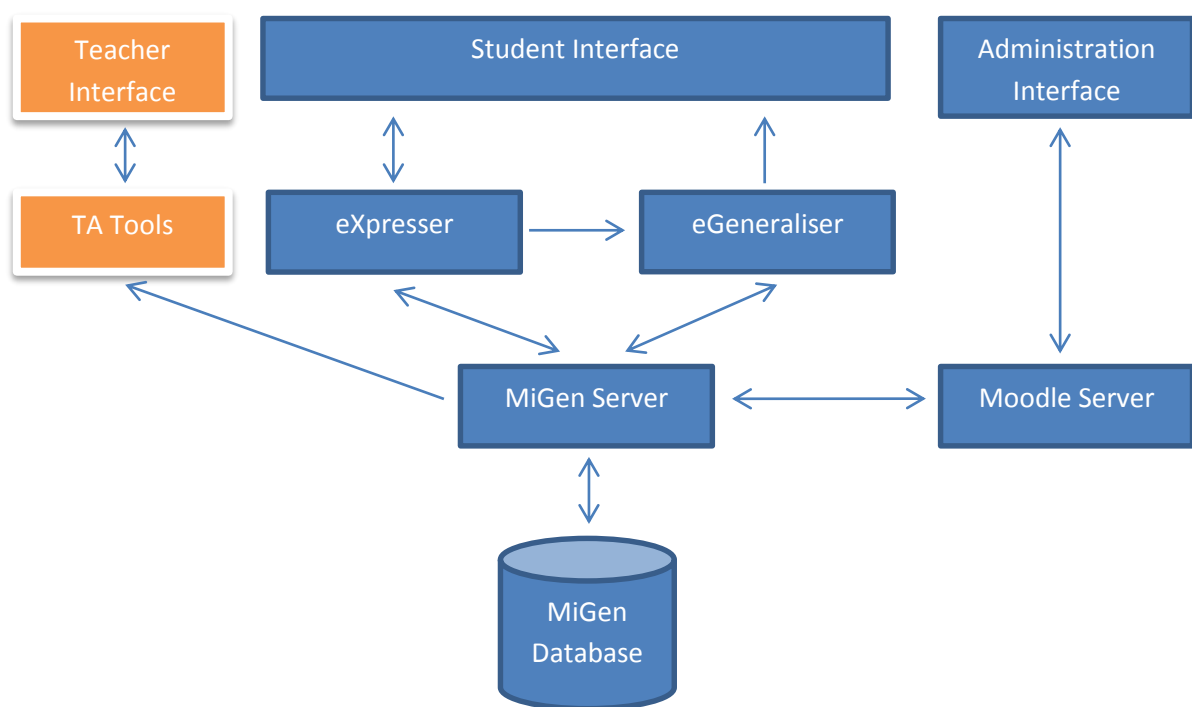 Teacher
Interface
Student Interface
Administration
Interface
TA Tools
eXpresser
eGeneraliser
MiGen Server
Moodle Server
MiGen
Database